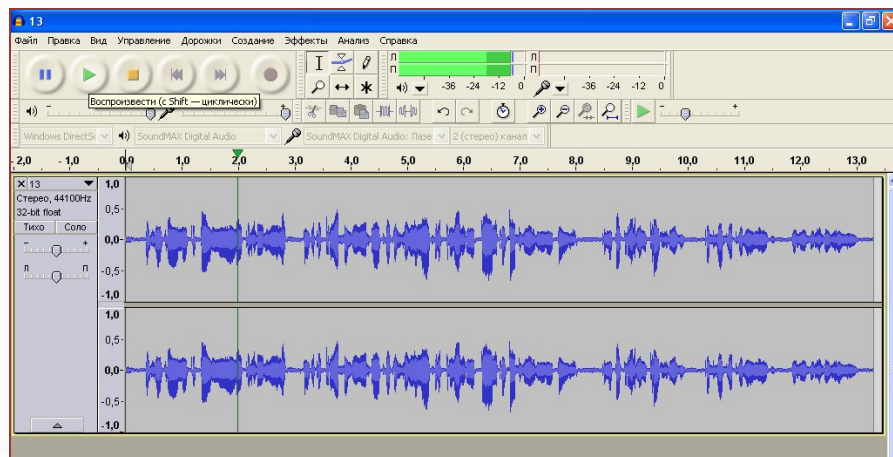 13
Файл Правка Вид Управление Дорожки Создание Эффекты Анализ Справка
Л Л
П П
-36 -24 -12 0 -36 -24 -12 0
Воспроизвести (с Shift — циклически)
SoundMAX Digital Audio SoundMAX Digital Audio: Лазе 2 (стерео) канал
- 2,0 - 1,0 0,0 1,0 2,0 3,0 4,0 5,0 6,0 7,0 8,0 9,0 10,0 11,0 12,0 13,0
X 13 1,0
Стерео, 44100Hz
32-bit float 0,5-
Тихо Соло
- + 0,0-
Л П -0,5-
-1,0
1,0
0,5-
0,0-
-0,5-
-1,0